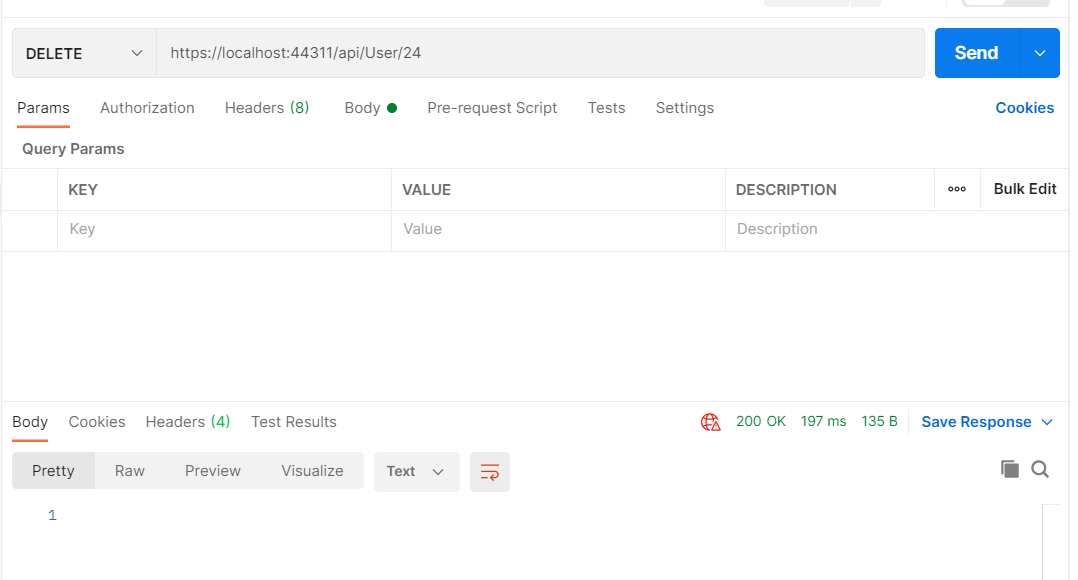 DELETE https://localhost:44311/api/User/24 Send
Params Authorization Headers (8) Body Pre-request Script Tests Settings Cookies
Query Params
KEY VALUE DESCRIPTION ooo Bulk Edit
Key Value Description
Body Cookies Headers (4) Test Results 200 OK 197 ms 135 B Save Response
Pretty Raw Preview Visualize Text
1